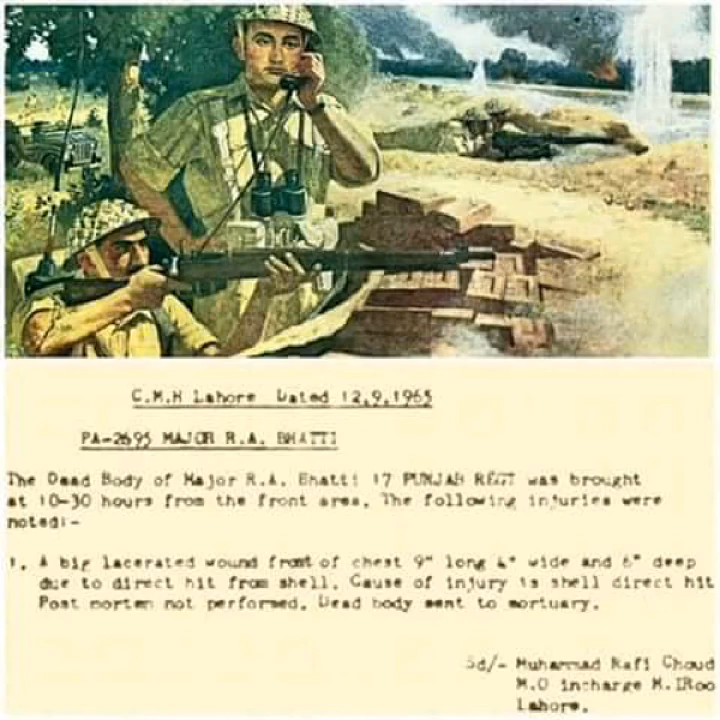 C.M.H Lahore Dated 12.9.1965
PA-2695 MAJOR R.A. BHATTI
The Dead Body of Major R.A. Bhatti 17 PUNJAB REGT was brought
at 10-30 hours from the front area. The following injuries were
noted:-
1. A big lacerated wound front of chest 9" long 4" wide and 6" deep
due to direct hit from shell. Cause of injury is shell direct hit
Post mortem not performed. Dead body sent to mortuary.
Sd/- Muhammad Rafi Choud
M.O incharge M.IRoo
Lahore.